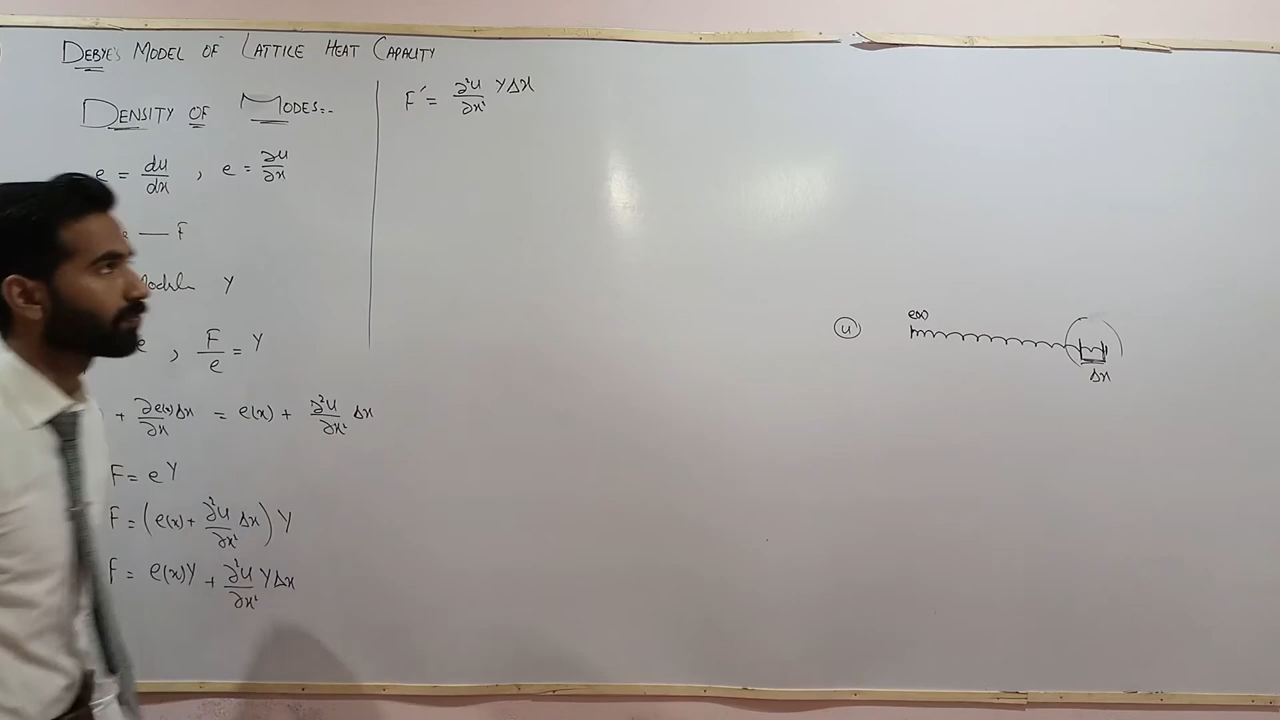 DEBYE'S MODEL OF LATTICE HEAT CAPACITY
DENSITY OF MODES:-
e = du/dx , e = ∂u/∂x
— F
Y
e , F/e = Y
+ ∂e(x)/∂x Δx = e(x) + ∂²u/∂x² Δx
F = eY
F = (e(x) + ∂²u/∂x² Δx) Y
F = e(x)Y + ∂²u/∂x² YΔx
F' = ∂²u/∂x² YΔx
u
e(x)
Δx